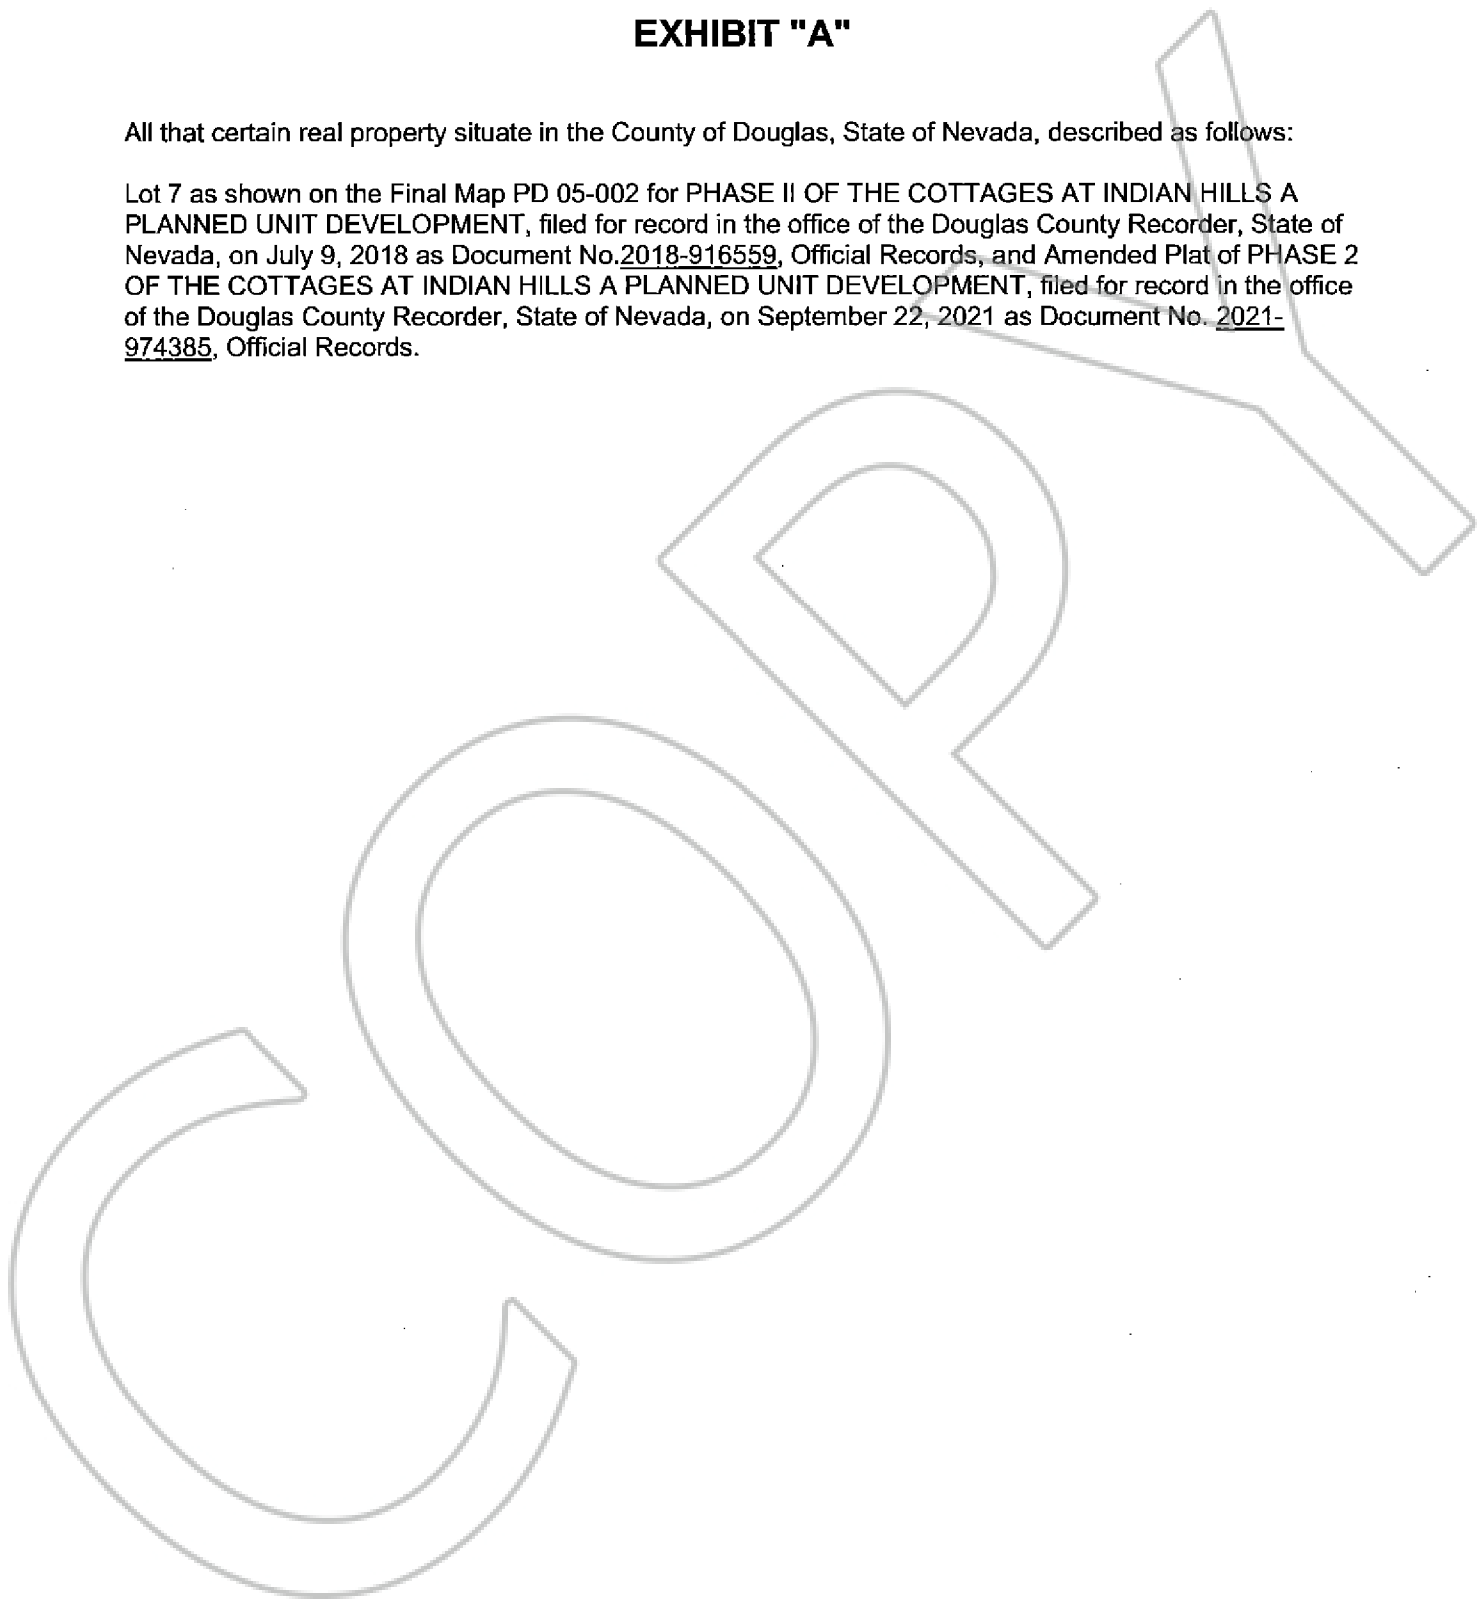 EXHIBIT "A"
All that certain real property situate in the County of Douglas, State of Nevada, described as follows:
Lot 7 as shown on the Final Map PD 05-002 for PHASE II OF THE COTTAGES AT INDIAN HILLS A
PLANNED UNIT DEVELOPMENT, filed for record in the office of the Douglas County Recorder, State of
Nevada, on July 9, 2018 as Document No.2018-916559, Official Records, and Amended Plat of PHASE 2
OF THE COTTAGES AT INDIAN HILLS A PLANNED UNIT DEVELOPMENT, filed for record in the office
of the Douglas County Recorder, State of Nevada, on September 22, 2021 as Document No. 2021-
974385, Official Records.
COPY